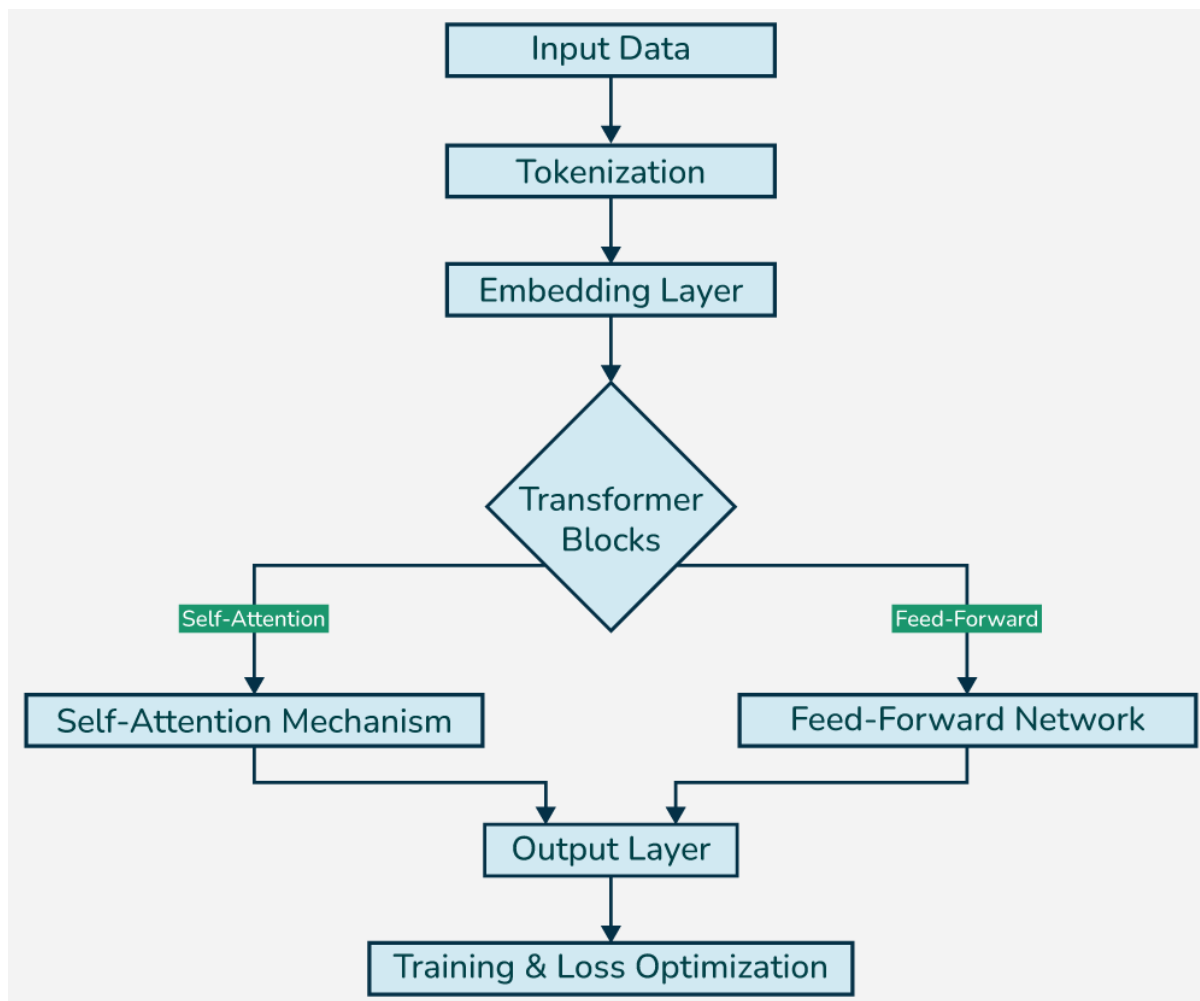 Input Data
Tokenization
Embedding Layer
Transformer
Blocks
Self-Attention
Feed-Forward
Self-Attention Mechanism
Feed-Forward Network
Output Layer
Training & Loss Optimization